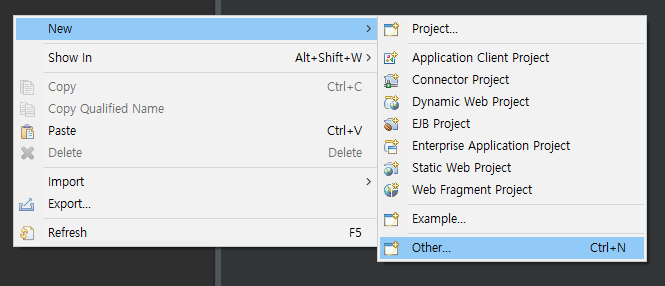 New
Show In Alt+Shift+W
Copy Ctrl+C
Copy Qualified Name
Paste Ctrl+V
Delete Delete
Import
Export...
Refresh F5
Project...
Application Client Project
Connector Project
Dynamic Web Project
EJB Project
Enterprise Application Project
Static Web Project
Web Fragment Project
Example...
Other... Ctrl+N